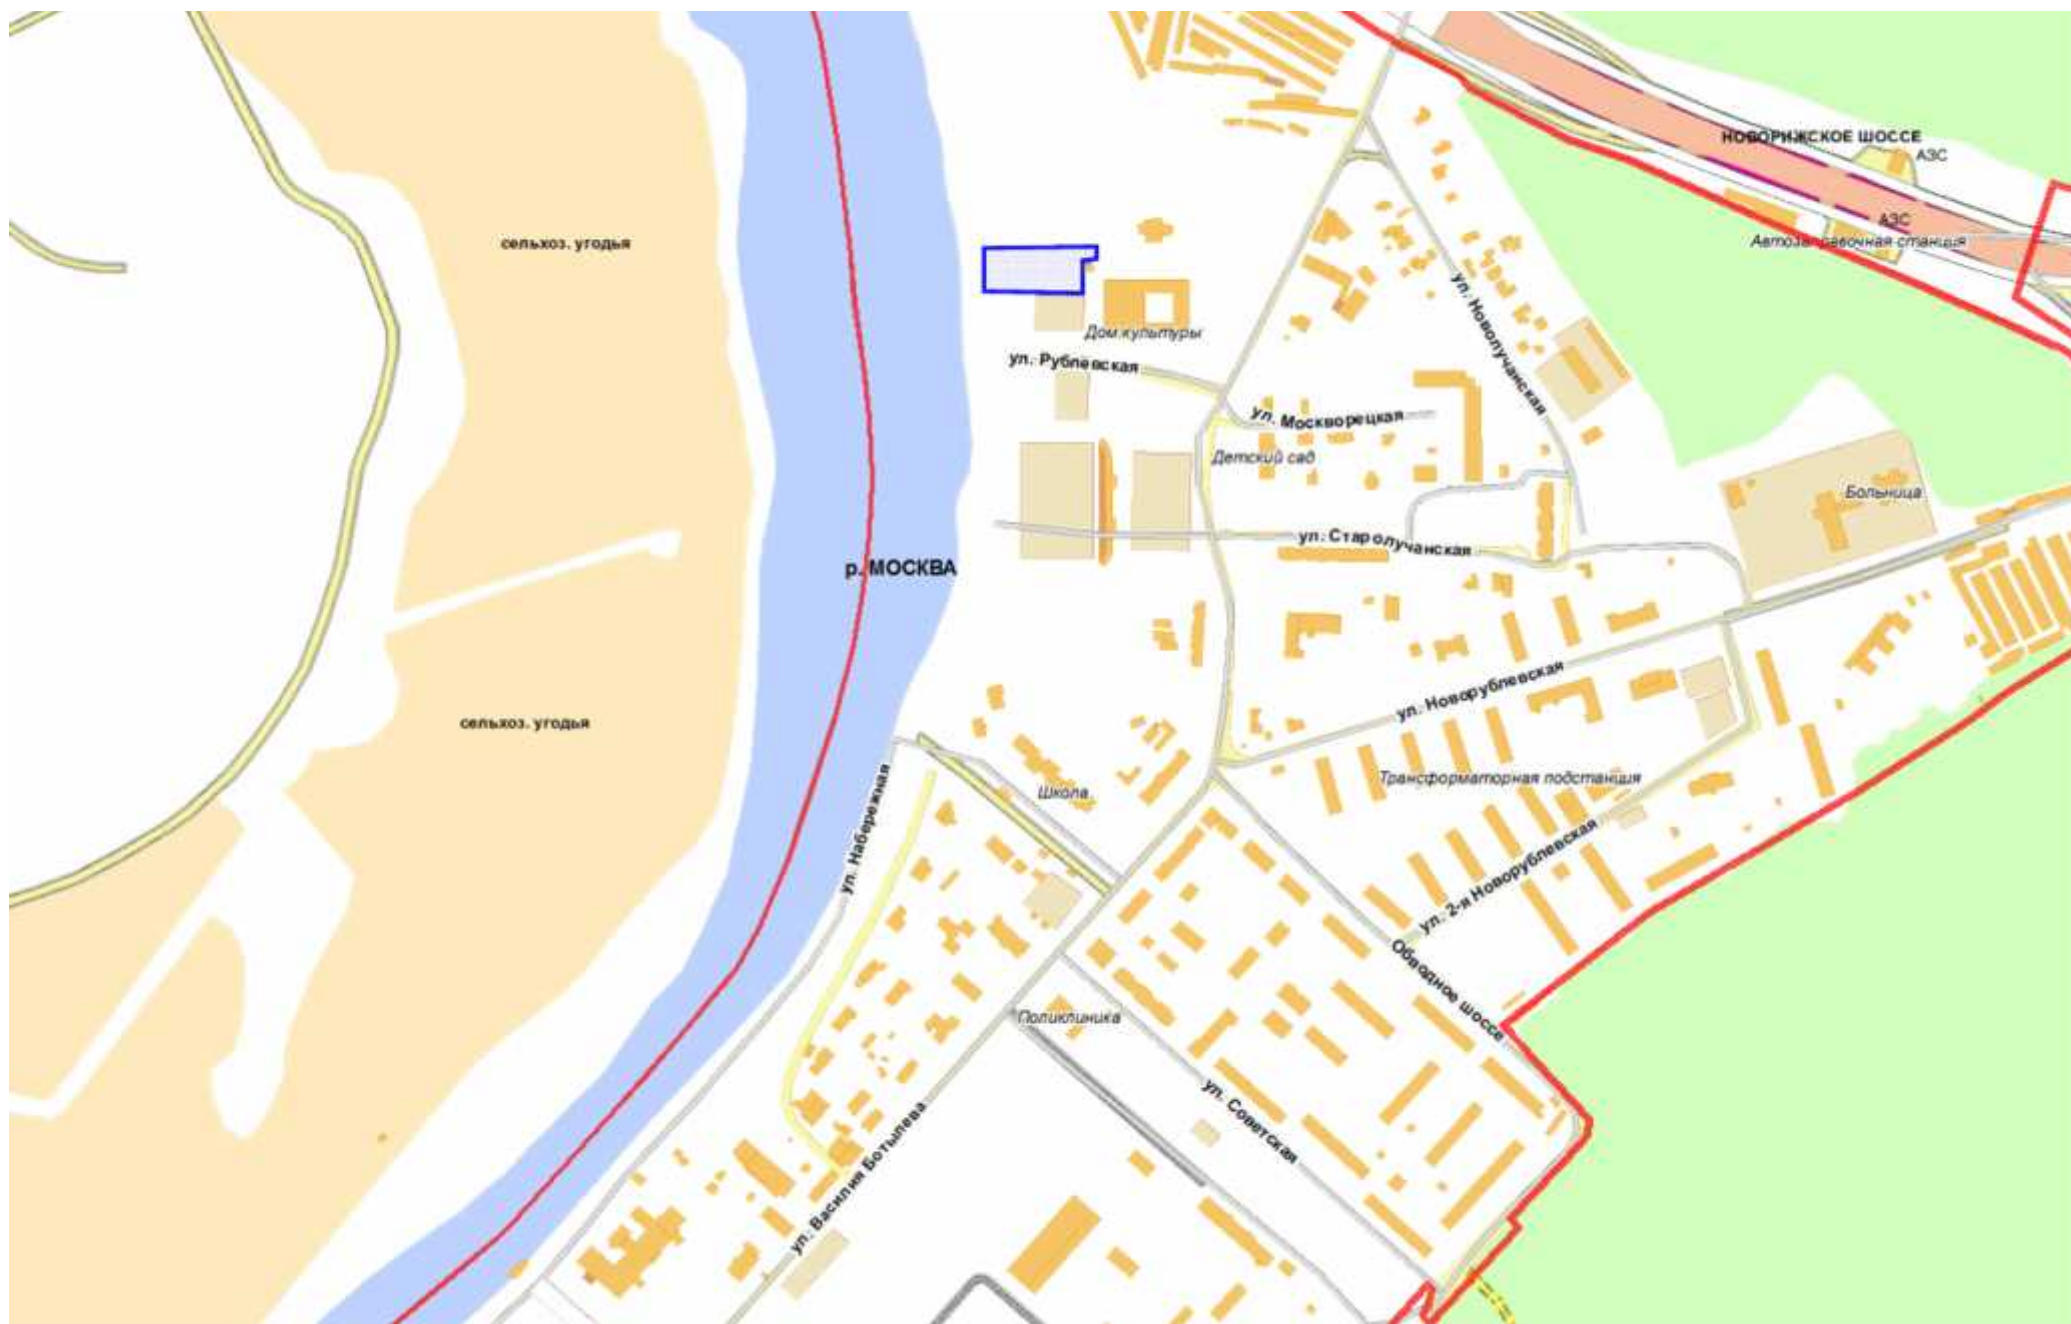 НОВОРИЖСКОЕ ШОССЕ
АЗС
АЗС
Автозаправочная станция
сельхоз. угодья
ул. Новолучанская
Дом культуры
ул. Рублевская
ул. Москворецкая
Детский сад
Больница
ул. Старолучанская
р. МОСКВА
ул. Новорублевская
сельхоз. угодья
Трансформаторная подстанция
Школа
ул. Набережная
ул. 2-я Новорублевская
Обводное шоссе
Поликлиника
ул. Советская
ул. Василия Ботылева